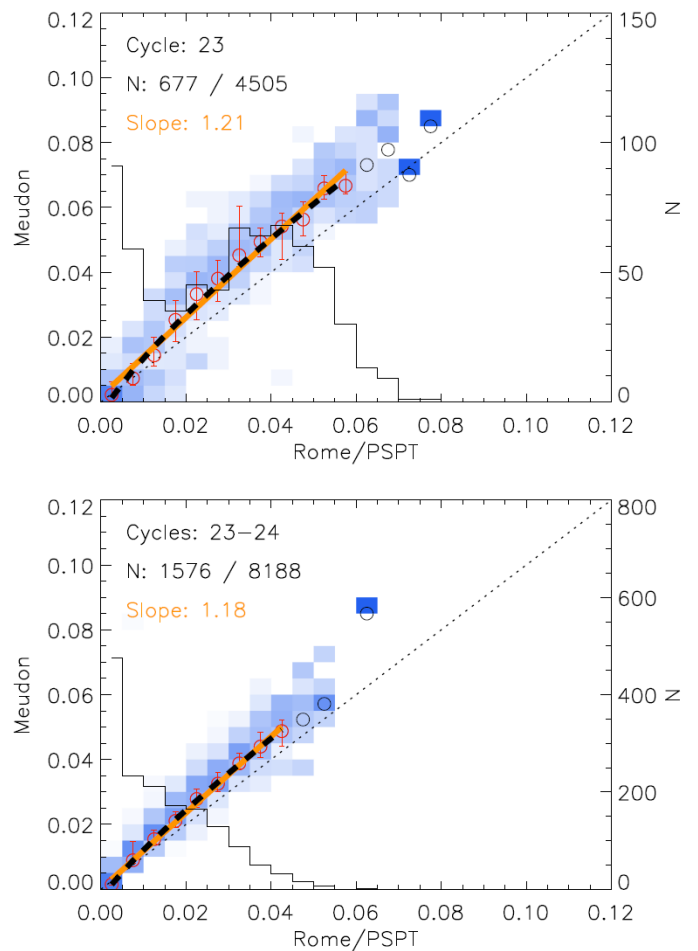 Cycle: 23
N: 677 / 4505
Slope: 1.21
Meudon
0.12
0.10
0.08
0.06
0.04
0.02
0.00
150
100
50
0
N
0.00 0.02 0.04 0.06 0.08 0.10 0.12
Rome/PSPT
Cycles: 23–24
N: 1576 / 8188
Slope: 1.18
Meudon
0.12
0.10
0.08
0.06
0.04
0.02
0.00
800
600
400
200
0
N
0.00 0.02 0.04 0.06 0.08 0.10 0.12
Rome/PSPT